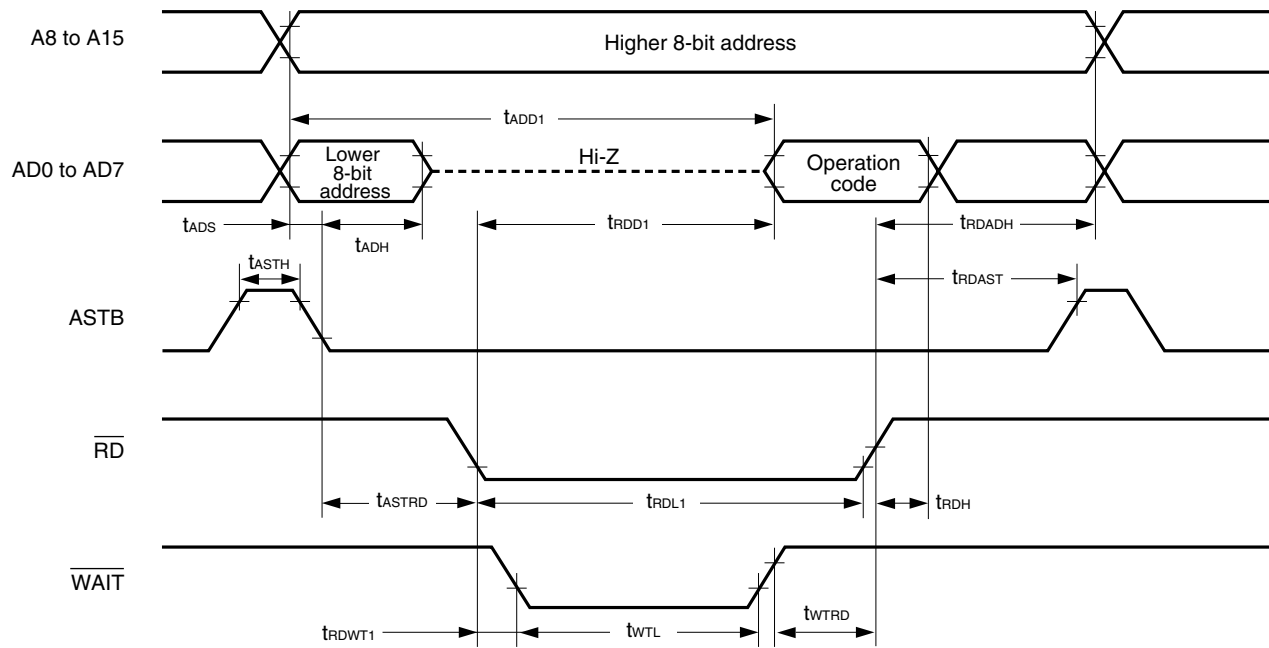 A8 to A15
Higher 8-bit address
tADD1
AD0 to AD7
Lower
8-bit
address
Hi-Z
Operation
code
tADS
tADH
tRDD1
tRDADH
tASTH
tRDAST
ASTB
RD
tASTRD
tRDL1
tRDH
WAIT
tRDWT1
tWTL
tWTRD